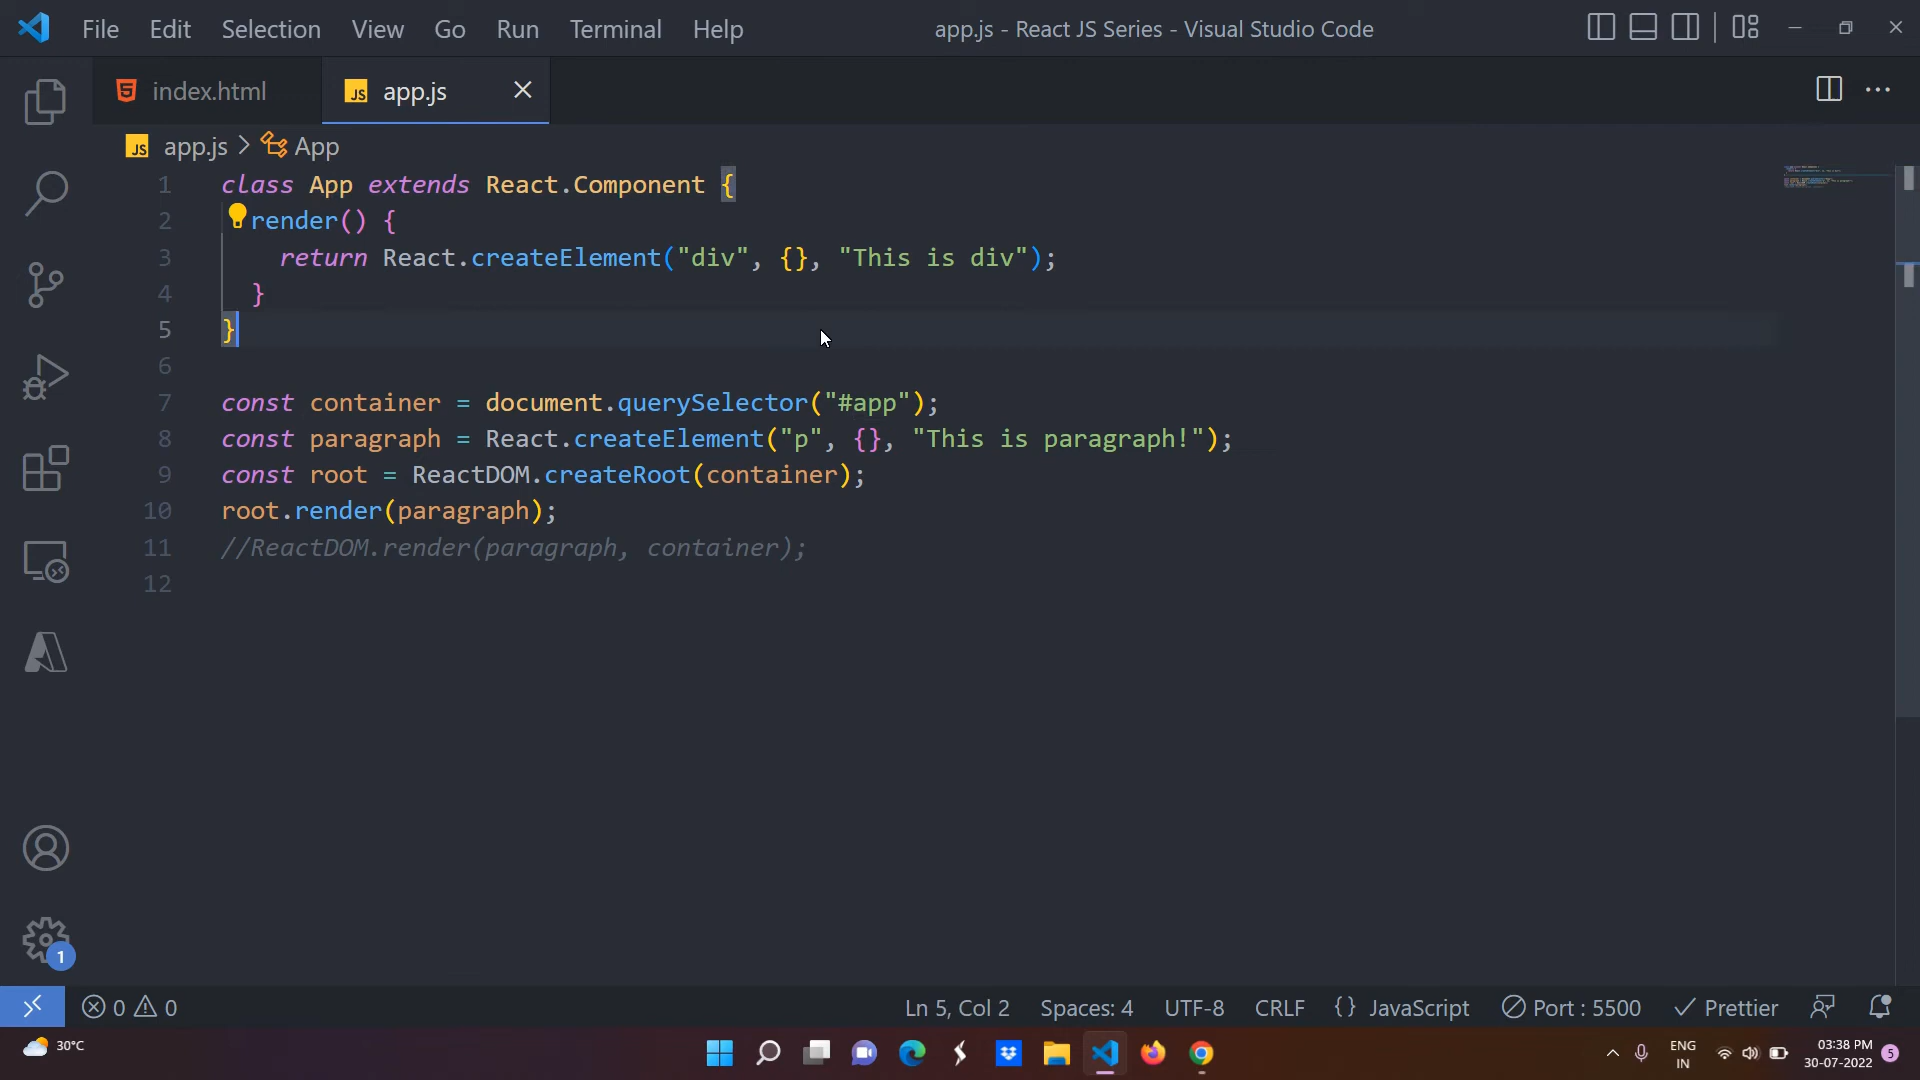 File Edit Selection View Go Run Terminal Help app.js - React JS Series - Visual Studio Code
index.html JS app.js
JS app.js > App
1 class App extends React.Component {
2 render() {
3 return React.createElement("div", {}, "This is div");
4 }
5 }
6
7 const container = document.querySelector("#app");
8 const paragraph = React.createElement("p", {}, "This is paragraph!");
9 const root = ReactDOM.createRoot(container);
10 root.render(paragraph);
11 //ReactDOM.render(paragraph, container);
12
1
0 0 Ln 5, Col 2 Spaces: 4 UTF-8 CRLF {} JavaScript Port : 5500 Prettier
30°C ENG IN 03:38 PM 30-07-2022 5